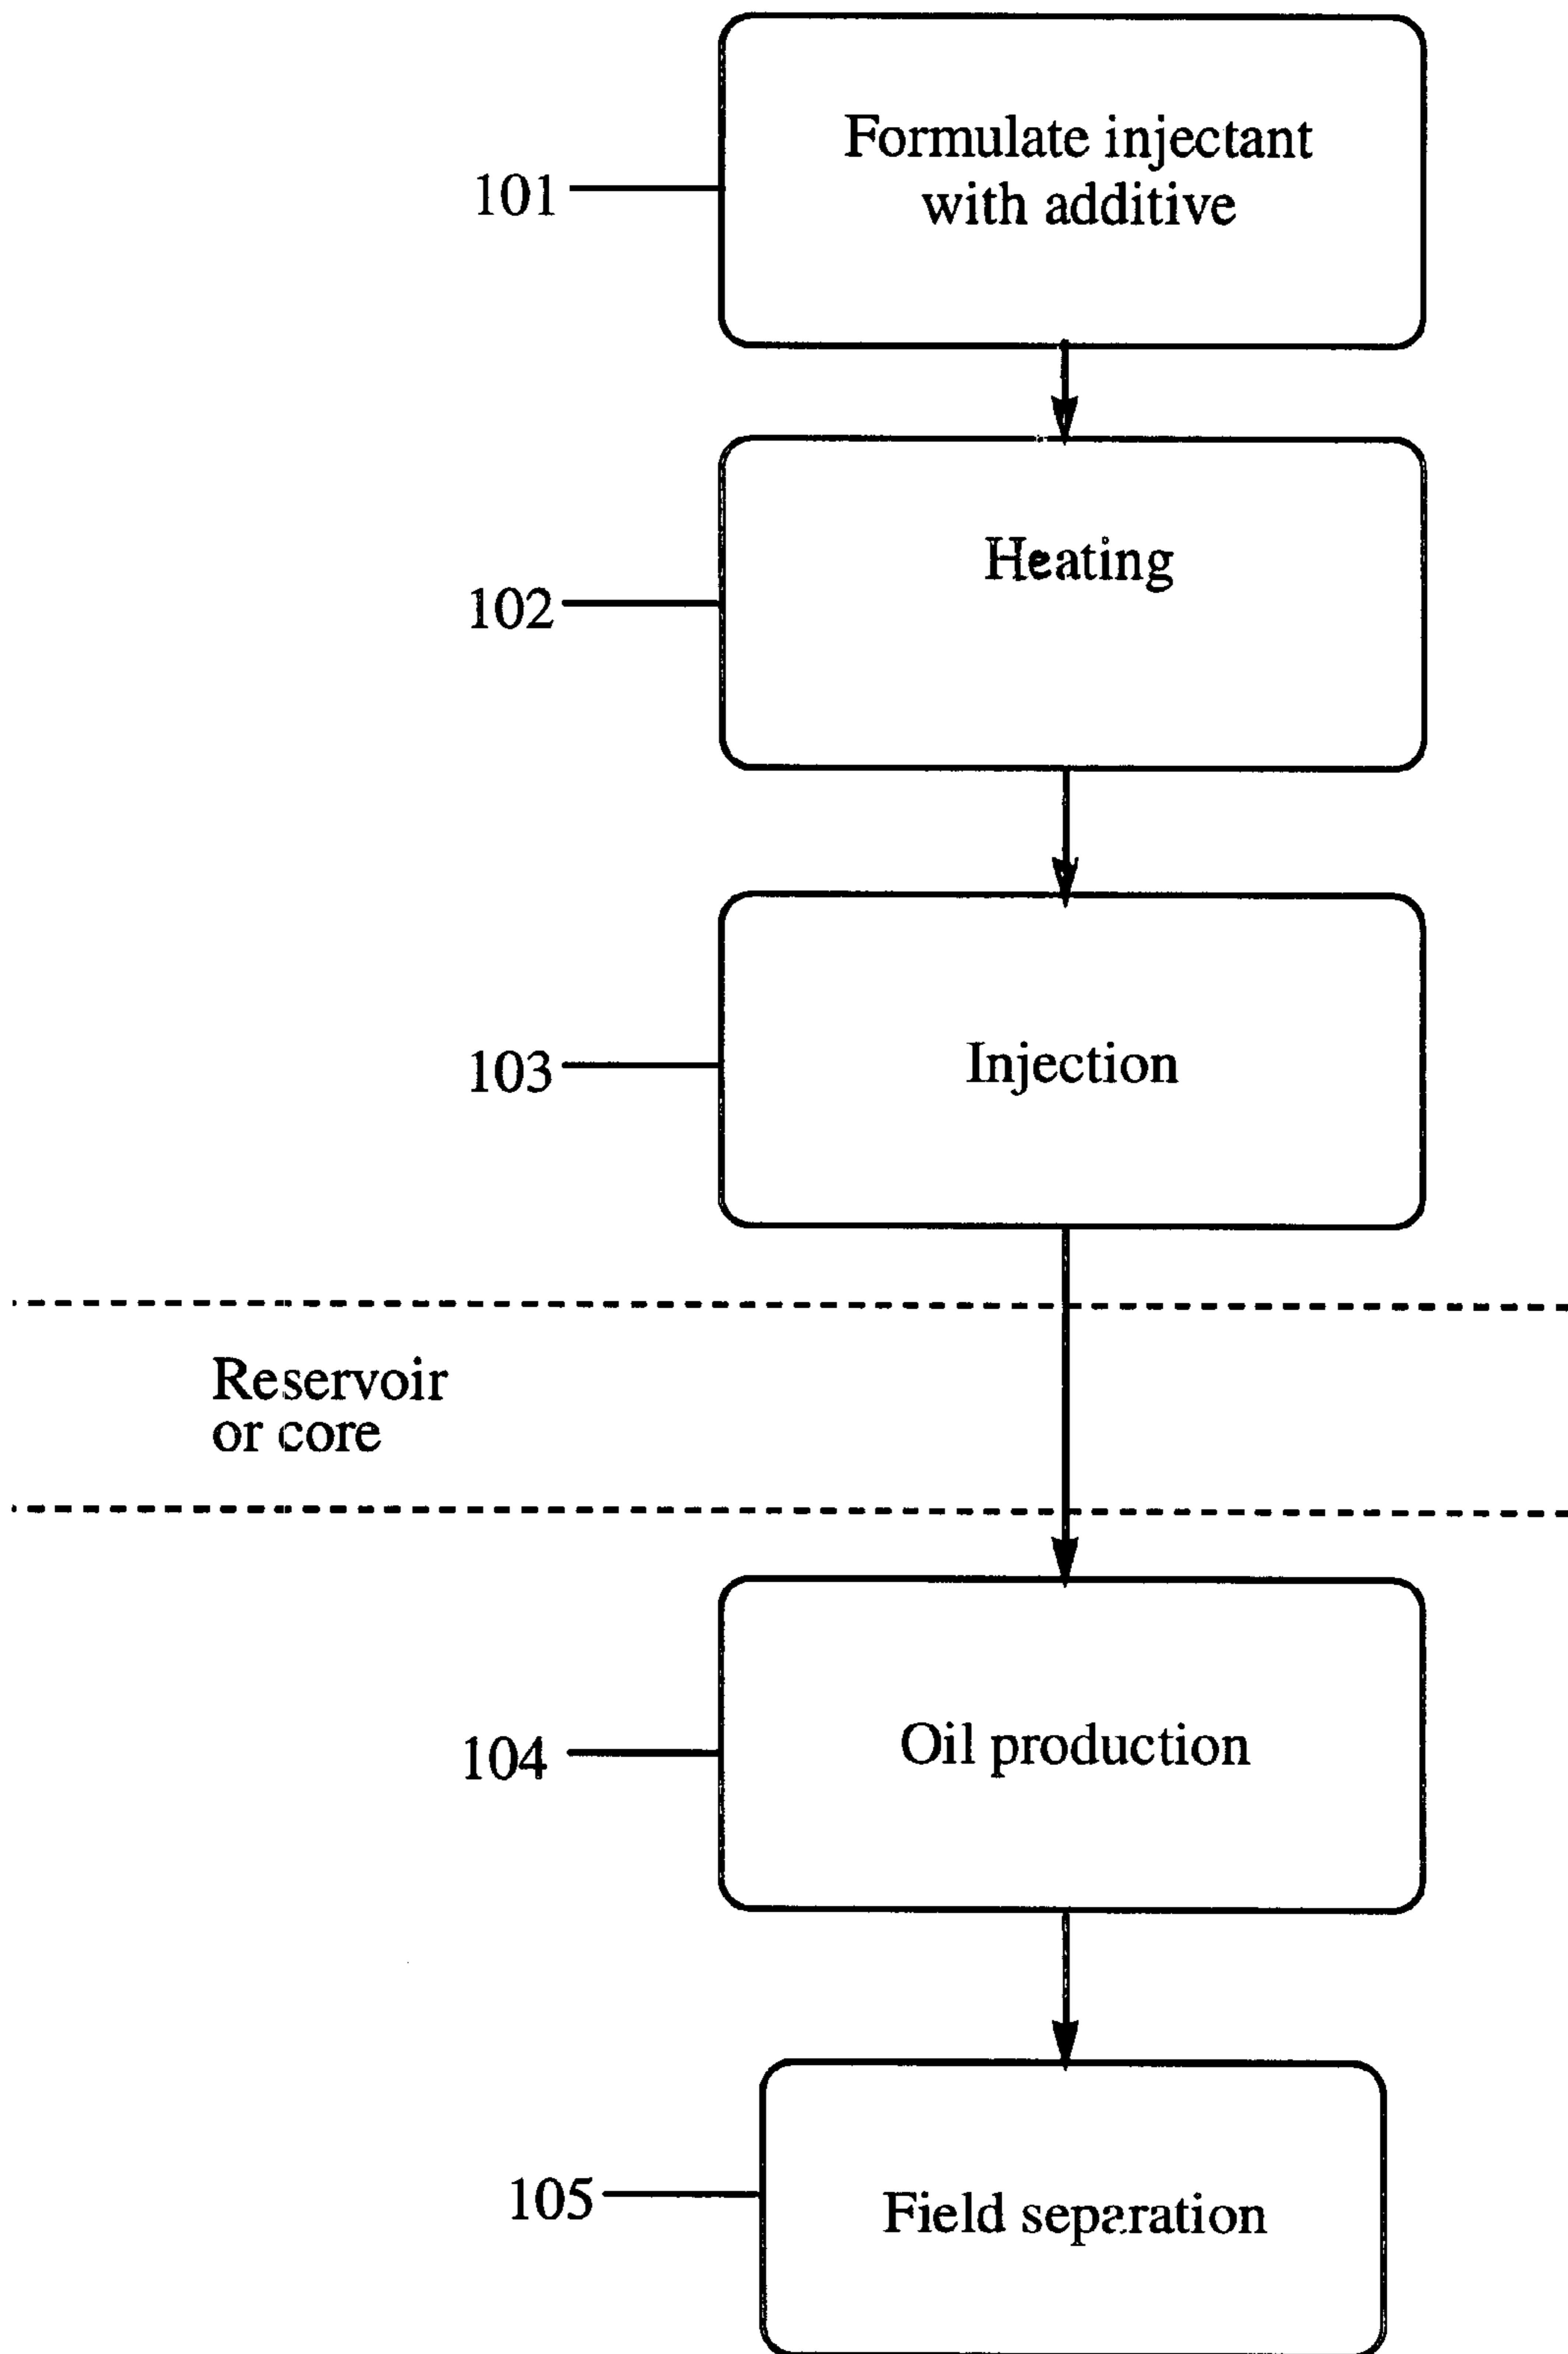 Formulate injectant
with additive
101
Heating
102
Injection
103
Reservoir
or core
Oil production
104
Field separation
105